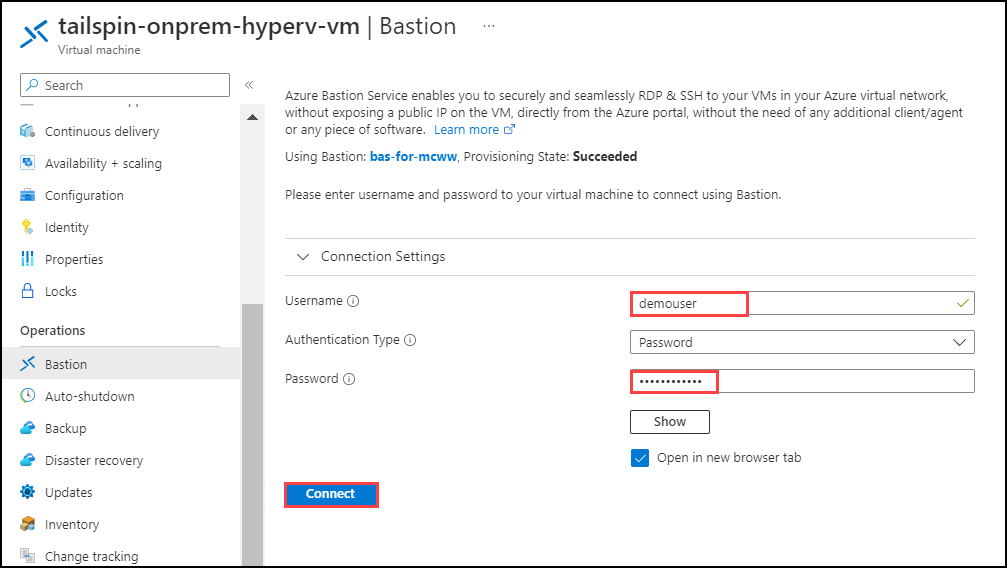 tailspin-onprem-hyperv-vm | Bastion ...
Virtual machine
Search
«
Continuous delivery
Availability + scaling
Configuration
Identity
Properties
Locks
Operations
Bastion
Auto-shutdown
Backup
Disaster recovery
Updates
Inventory
Change tracking
Azure Bastion Service enables you to securely and seamlessly RDP & SSH to your VMs in your Azure virtual network,
without exposing a public IP on the VM, directly from the Azure portal, without the need of any additional client/agent
or any piece of software. Learn more
Using Bastion: bas-for-mcww, Provisioning State: Succeeded
Please enter username and password to your virtual machine to connect using Bastion.
Connection Settings
Username
demouser
Authentication Type
Password
Password
••••••••••••
Show
Open in new browser tab
Connect